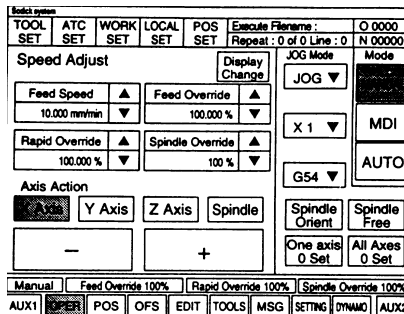 Sodick system
TOOL SET ATC SET WORK SET LOCAL SET POS SET
Execute Filename : O 0000
Repeat : 0 of 0 Line : 0 N 00000
Speed Adjust
Display Change
JOG Mode
Mode
JOG ▼
Feed Speed ▲ Feed Override ▲
10.000 mm/min ▼ 100.000 % ▼
X 1 ▼
MDI
Rapid Override ▲ Spindle Override ▲
100.000 % ▼ 100 % ▼
AUTO
G54 ▼
Axis Action
X Axis Y Axis Z Axis Spindle
Spindle Orient Spindle Free
− +
One axis 0 Set All Axes 0 Set
Manual Feed Override 100% Rapid Override 100% Spindle Override 100%
AUX1 OPER POS OFS EDIT TOOLS MSG SETTING DYNAMO AUX2